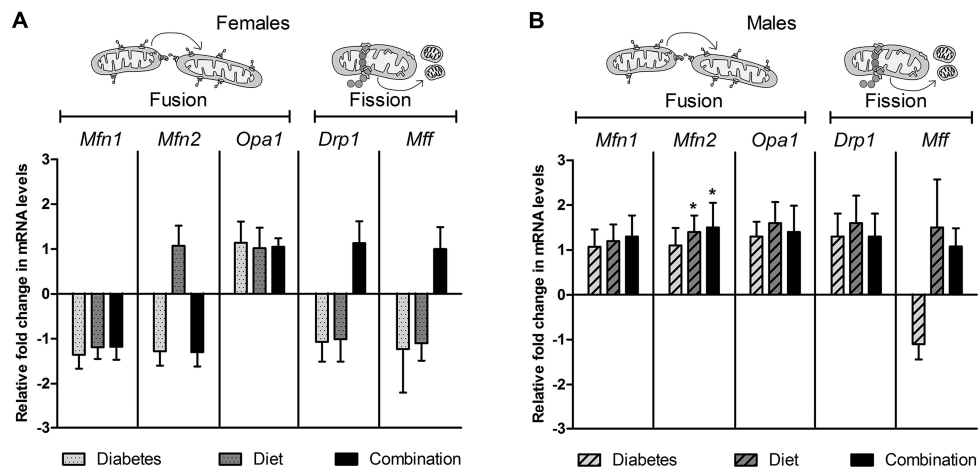 A
Females
Fusion
Fission
Mfn1 Mfn2 Opa1 Drp1 Mff
Relative fold change in mRNA levels
3
2
1
0
-1
-2
-3
Diabetes Diet Combination
B
Males
Fusion
Fission
Mfn1 Mfn2 Opa1 Drp1 Mff
Relative fold change in mRNA levels
3
2
1
0
-1
-2
-3
* *
Diabetes Diet Combination